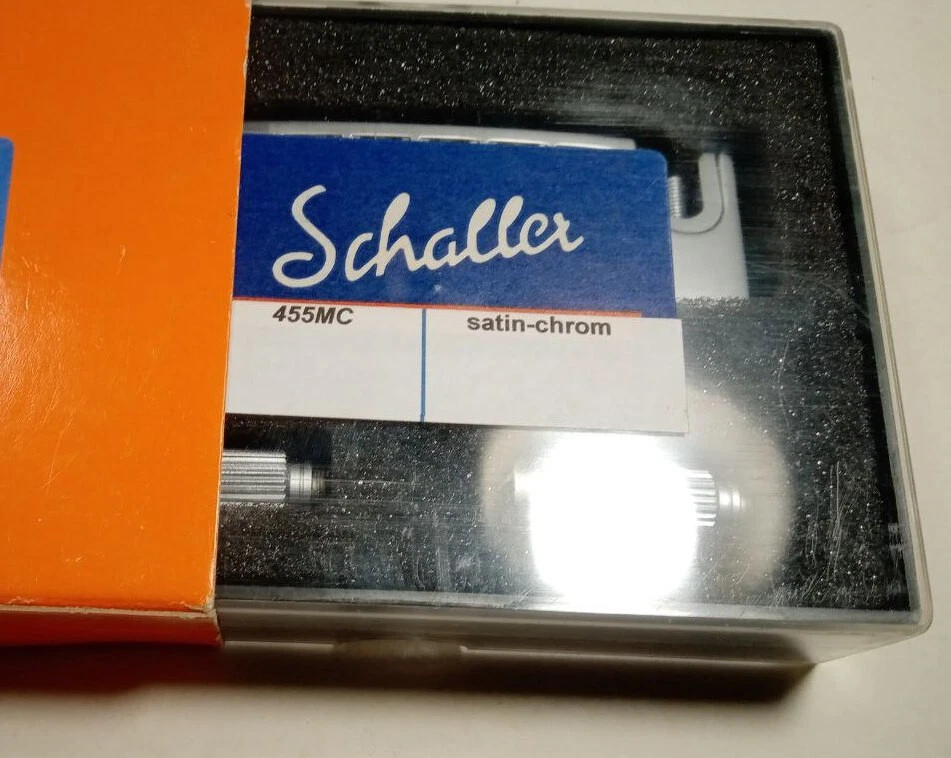 Schaller
455MC
satin-chrom